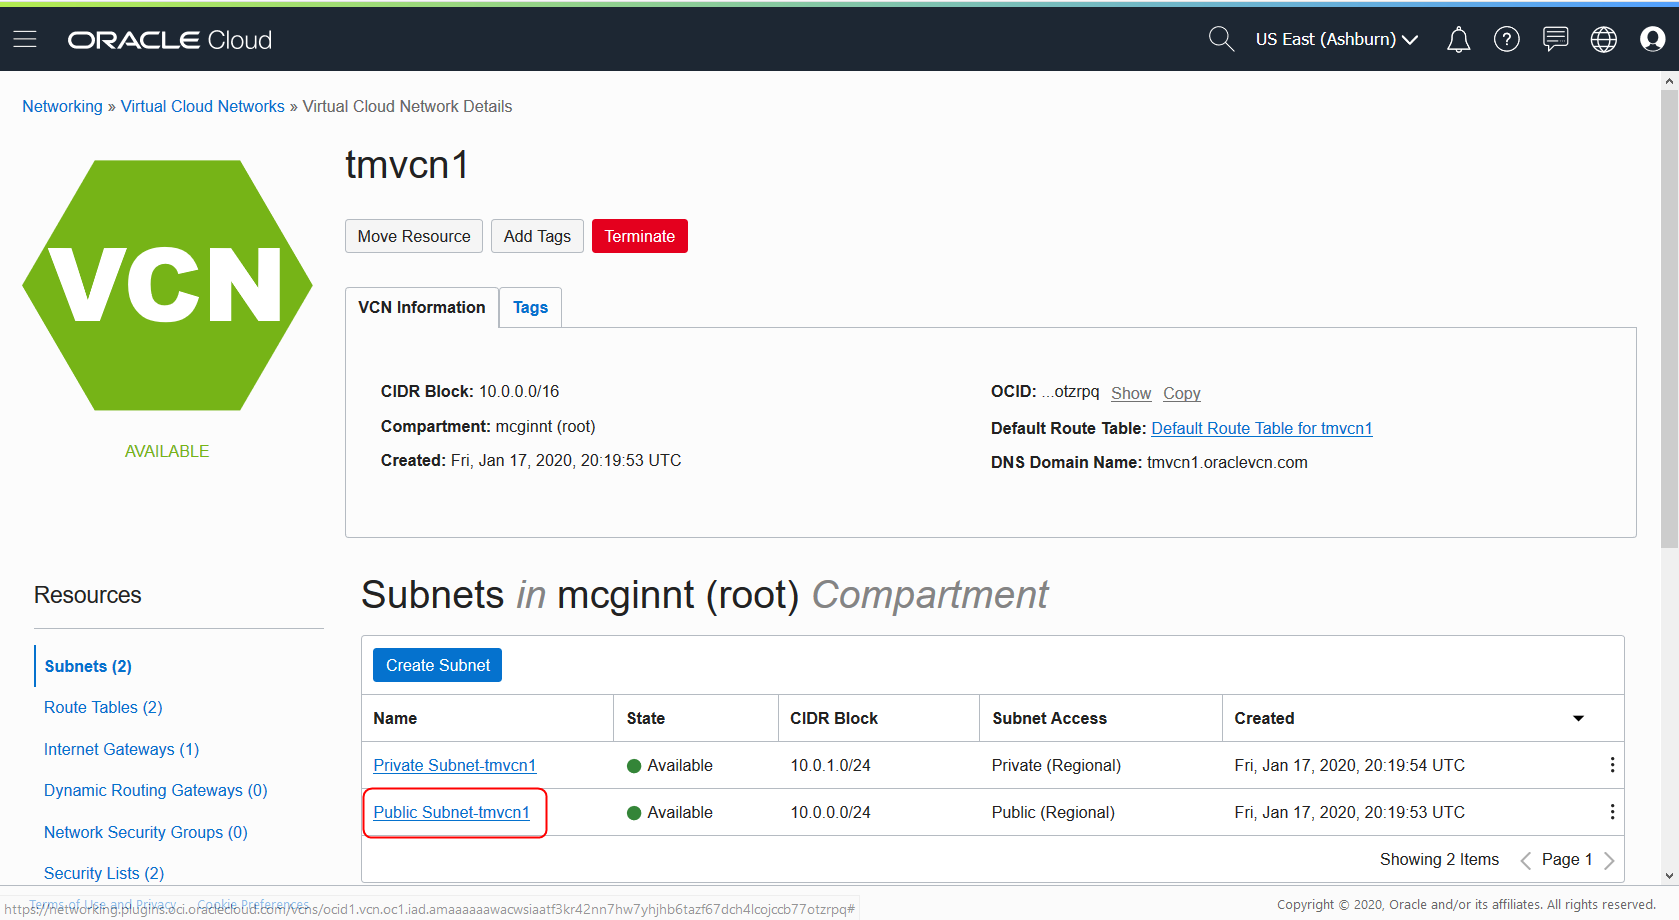 ORACLE Cloud
US East (Ashburn)
Networking » Virtual Cloud Networks » Virtual Cloud Network Details
VCN
AVAILABLE
tmvcn1
Move Resource Add Tags Terminate
VCN Information Tags
CIDR Block: 10.0.0.0/16
Compartment: mcginnt (root)
Created: Fri, Jan 17, 2020, 20:19:53 UTC
OCID: ...otzrpq Show Copy
Default Route Table: Default Route Table for tmvcn1
DNS Domain Name: tmvcn1.oraclevcn.com
Resources
Subnets (2)
Route Tables (2)
Internet Gateways (1)
Dynamic Routing Gateways (0)
Network Security Groups (0)
Security Lists (2)
Subnets in mcginnt (root) Compartment
Create Subnet
Name State CIDR Block Subnet Access Created
Private Subnet-tmvcn1 Available 10.0.1.0/24 Private (Regional) Fri, Jan 17, 2020, 20:19:54 UTC
Public Subnet-tmvcn1 Available 10.0.0.0/24 Public (Regional) Fri, Jan 17, 2020, 20:19:53 UTC
Showing 2 Items Page 1
Terms of Use and Privacy Cookie Preferences
https://networking.plugins.oci.oraclecloud.com/vcns/ocid1.vcn.oc1.iad.amaaaaaawacwsiaatf3kr42nn7hw7yhjhb6tazf67dch4lcojccb77otzrpq#
Copyright © 2020, Oracle and/or its affiliates. All rights reserved.